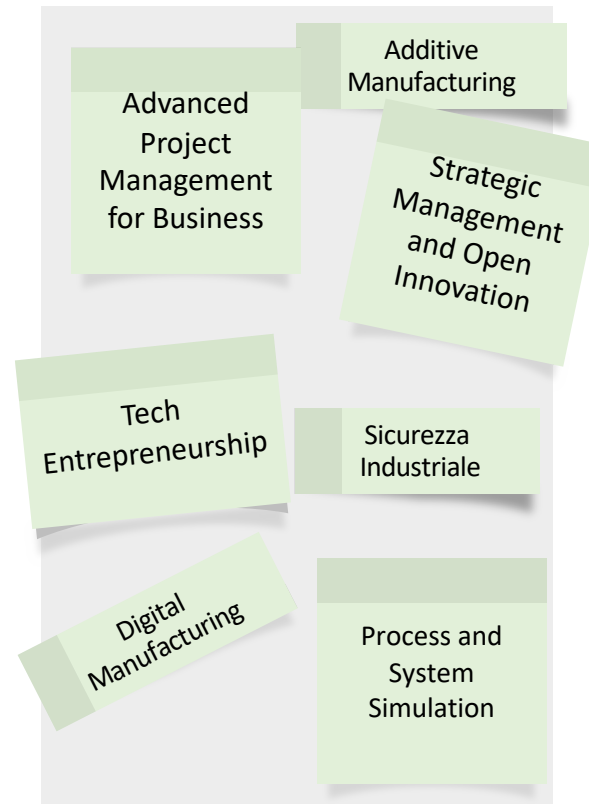 Additive
Manufacturing
Advanced
Project
Management
for Business
Strategic
Management
and Open
Innovation
Tech
Entrepreneurship
Sicurezza
Industriale
Digital
Manufacturing
Process and
System
Simulation